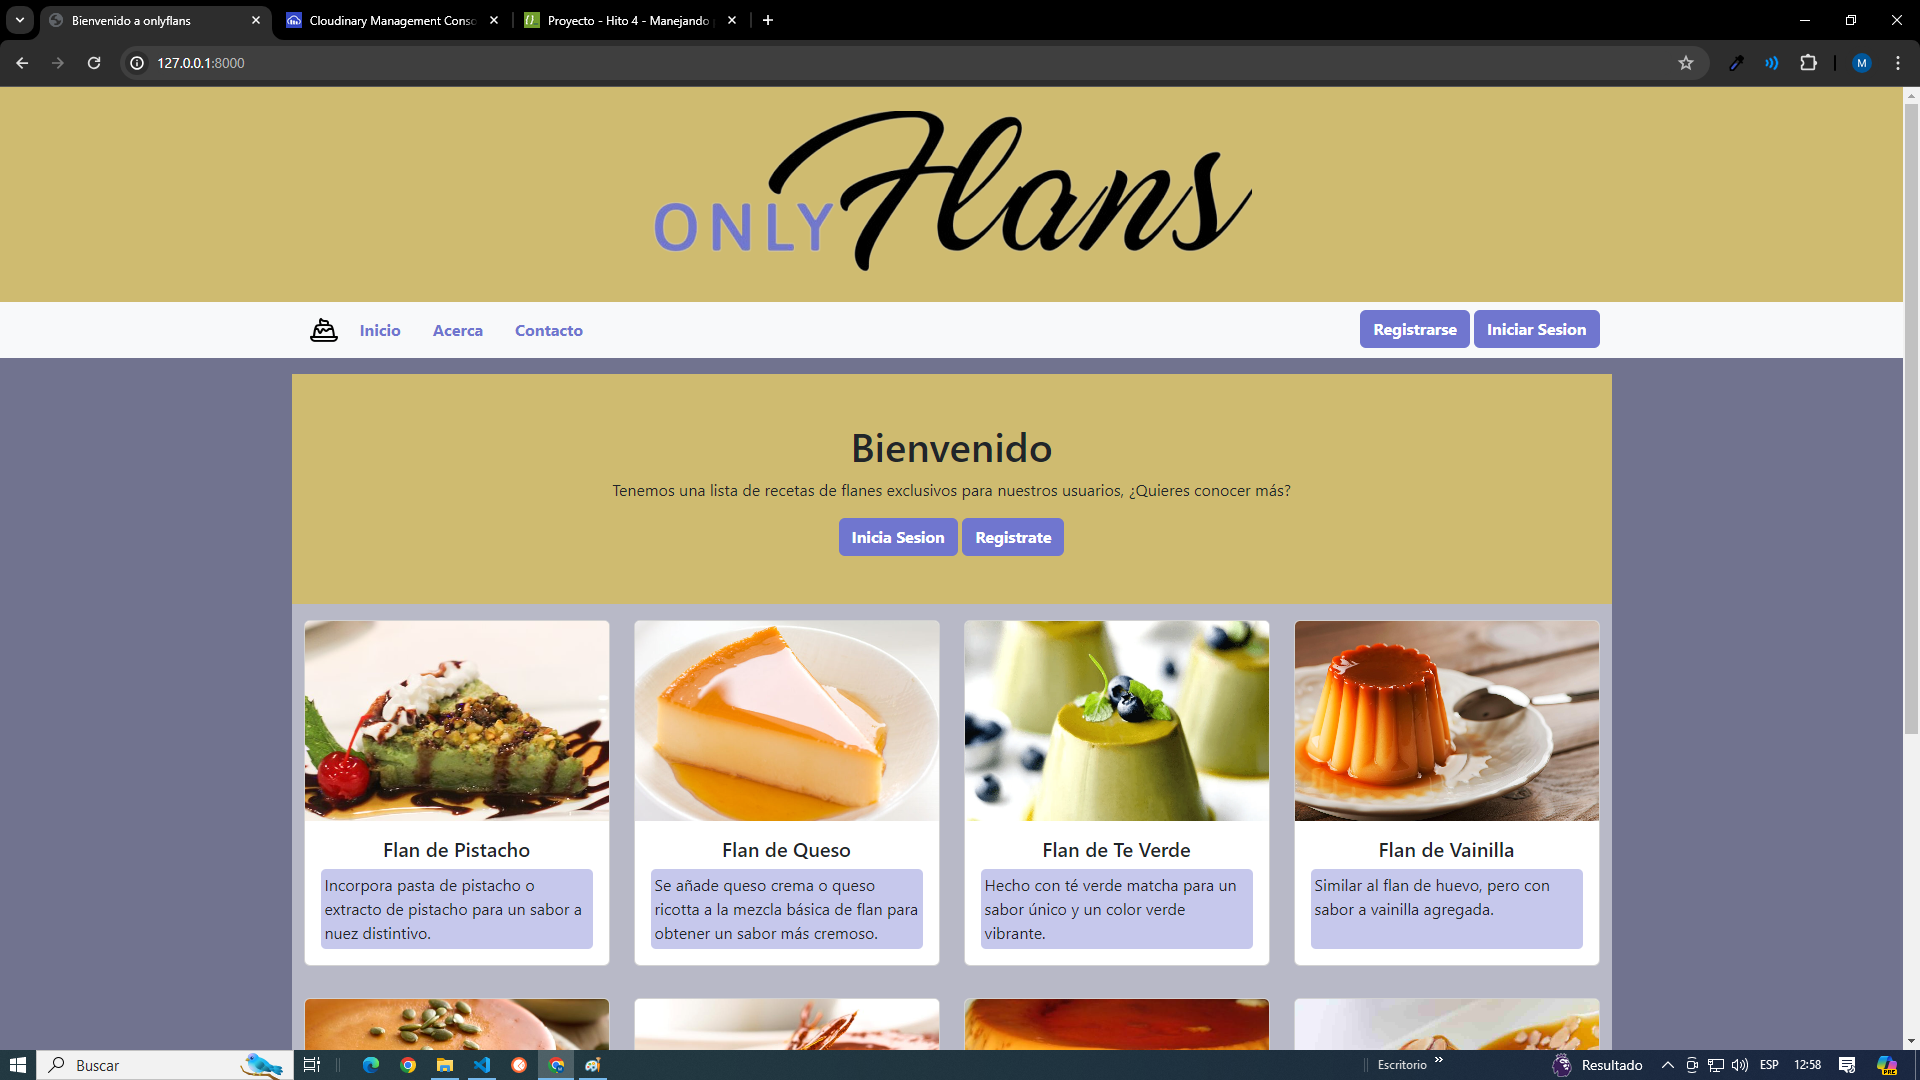 Bienvenido a onlyflans
Cloudinary Management Conso
Proyecto - Hito 4 - Manejando
127.0.0.1:8000
M
ONLY Flans
Inicio
Acerca
Contacto
Registrarse
Iniciar Sesion
Bienvenido
Tenemos una lista de recetas de flanes exclusivos para nuestros usuarios, ¿Quieres conocer más?
Inicia Sesion
Registrate
Flan de Pistacho
Incorpora pasta de pistacho o
extracto de pistacho para un sabor a
nuez distintivo.
Flan de Queso
Se añade queso crema o queso
ricotta a la mezcla básica de flan para
obtener un sabor más cremoso.
Flan de Te Verde
Hecho con té verde matcha para un
sabor único y un color verde
vibrante.
Flan de Vainilla
Similar al flan de huevo, pero con
sabor a vainilla agregada.
Buscar
Escritorio
Resultado
ESP
12:58
PRE